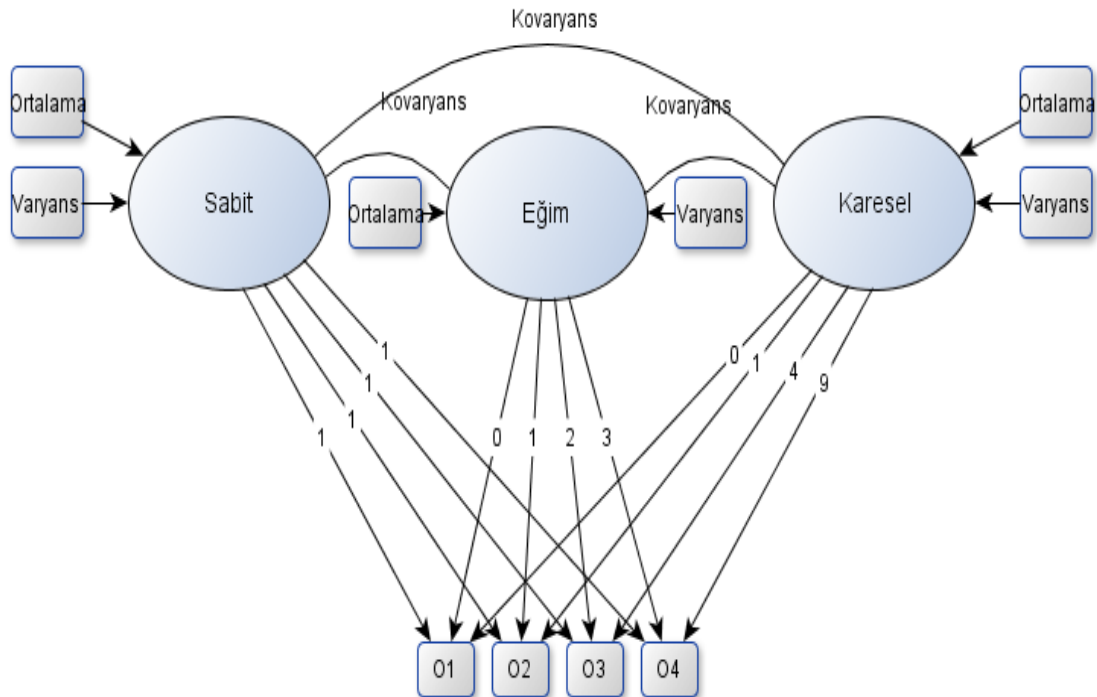 Kovaryans
Kovaryans
Kovaryans
Ortalama
Ortalama
Varyans
Sabit
Ortalama
Eğim
Varyans
Karesel
Varyans
1
1
1
1
0
1
2
3
0
1
4
9
O1
O2
O3
O4